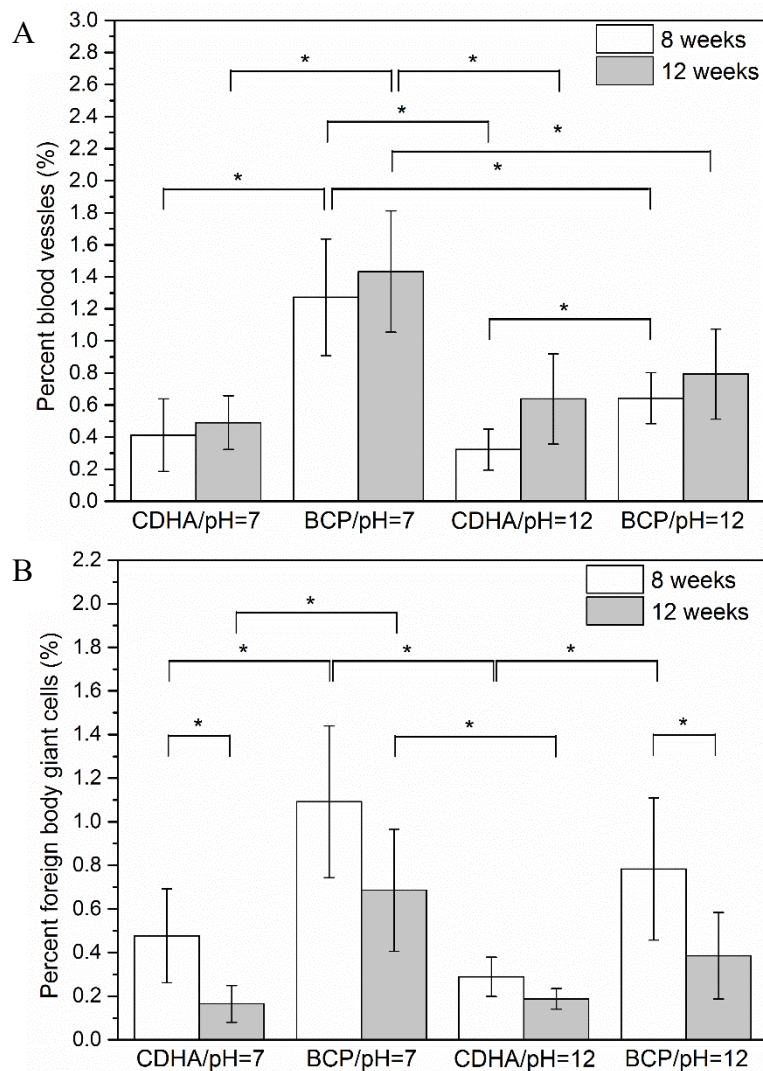 A
Percent blood vessles (%)
3.0
2.8
2.6
2.4
2.2
2.0
1.8
1.6
1.4
1.2
1.0
0.8
0.6
0.4
0.2
0.0
8 weeks
12 weeks
* *
*
*
* *
*
CDHA/pH=7 BCP/pH=7 CDHA/pH=12 BCP/pH=12
B
Percent foreign body giant cells (%)
2.2
2.0
1.8
1.6
1.4
1.2
1.0
0.8
0.6
0.4
0.2
0.0
8 weeks
12 weeks
*
* * *
* * *
CDHA/pH=7 BCP/pH=7 CDHA/pH=12 BCP/pH=12